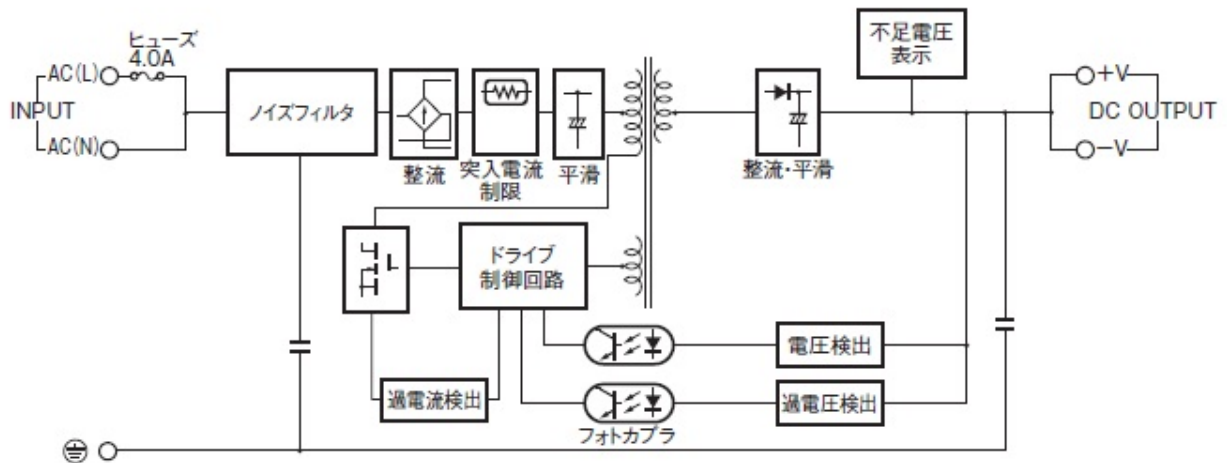 ヒューズ
4.0A
不足電圧
表示
AC(L)
+V
INPUT
ノイズフィルタ
DC OUTPUT
AC(N)
-V
整流
突入電流
制限
平滑
整流・平滑
ドライブ
制御回路
電圧検出
過電流検出
過電圧検出
フォトカプラ